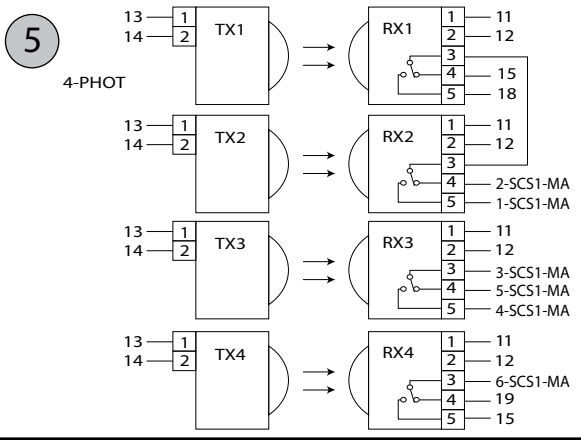 5
4-PHOT
13 1 TX1 RX1 1 11
14 2 2 12
3
4 15
5 18
13 1 TX2 RX2 1 11
14 2 2 12
3
4 2-SCS1-MA
5 1-SCS1-MA
13 1 TX3 RX3 1 11
14 2 2 12
3 3-SCS1-MA
4 5-SCS1-MA
5 4-SCS1-MA
13 1 TX4 RX4 1 11
14 2 2 12
3 6-SCS1-MA
4 19
5 15